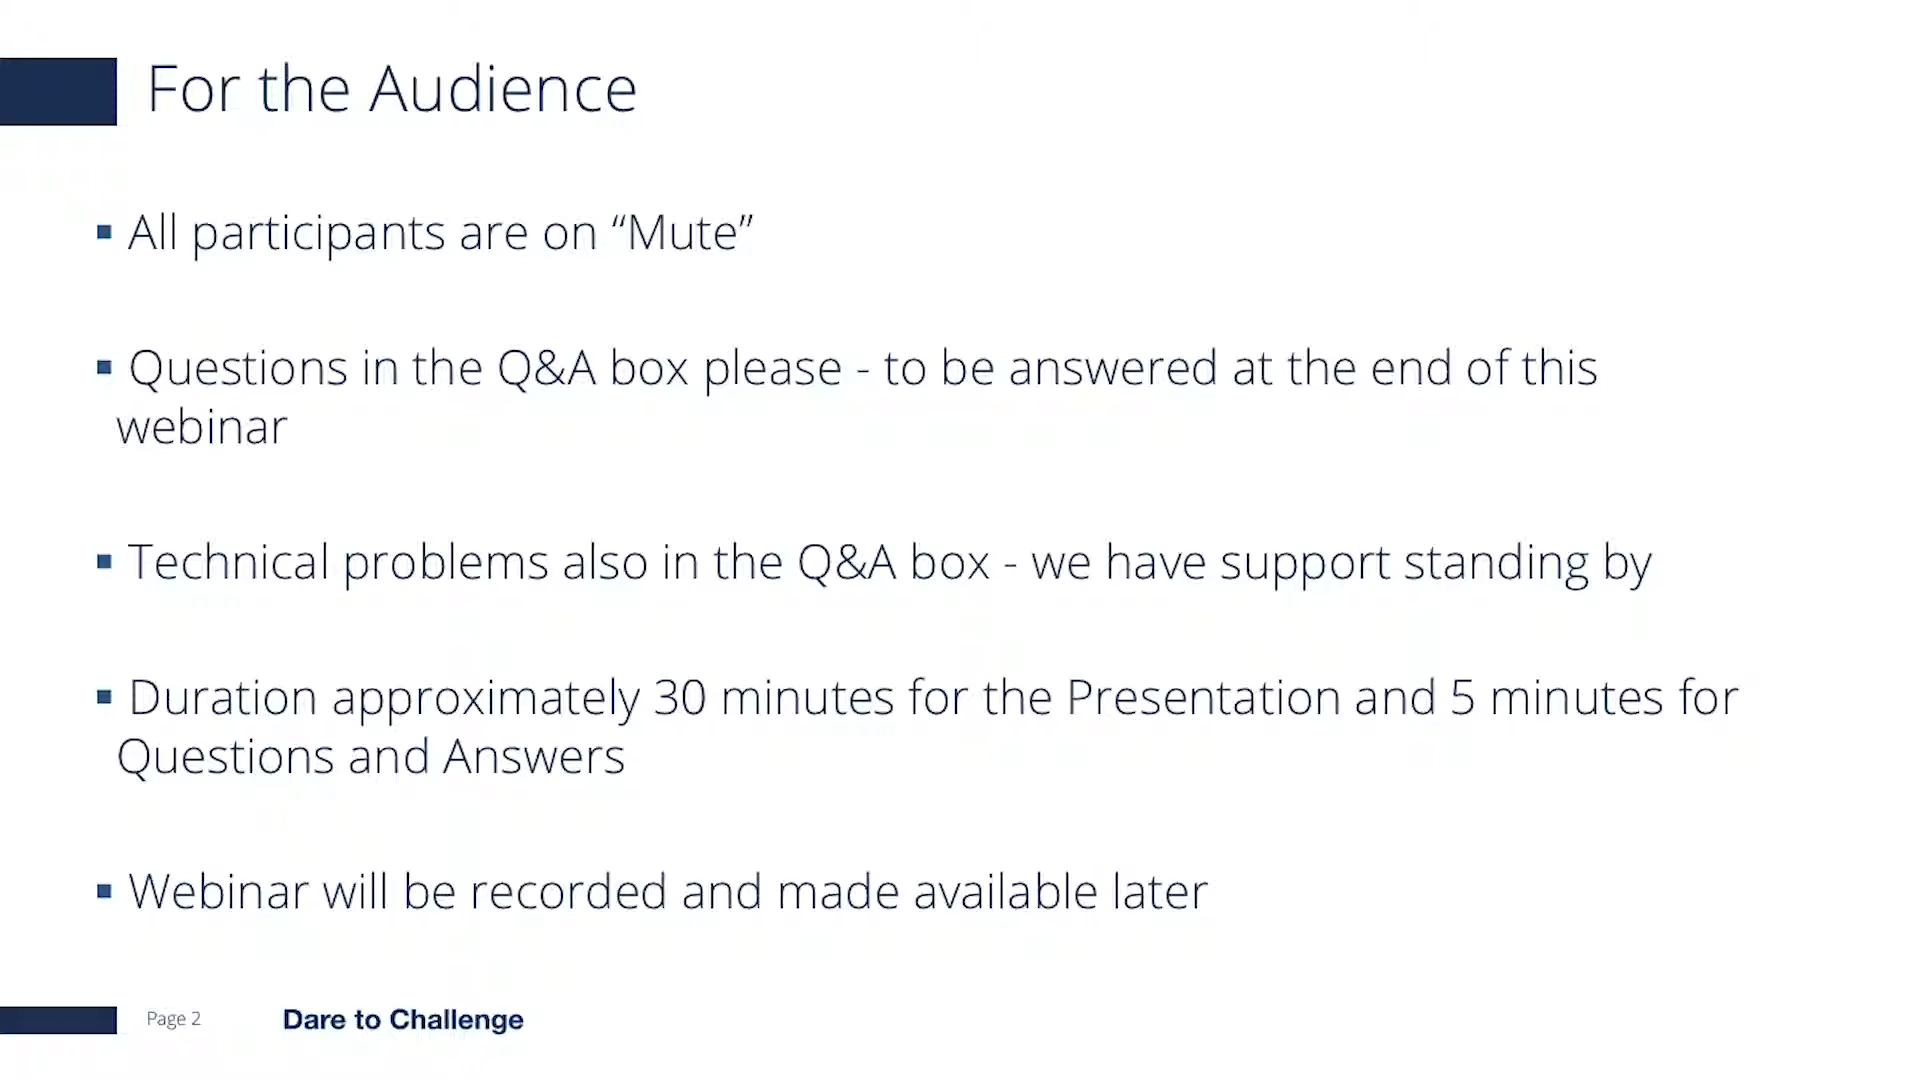 For the Audience
▪ All participants are on “Mute”
▪ Questions in the Q&A box please - to be answered at the end of this
webinar
▪ Technical problems also in the Q&A box - we have support standing by
▪ Duration approximately 30 minutes for the Presentation and 5 minutes for
Questions and Answers
▪ Webinar will be recorded and made available later
Page 2 Dare to Challenge